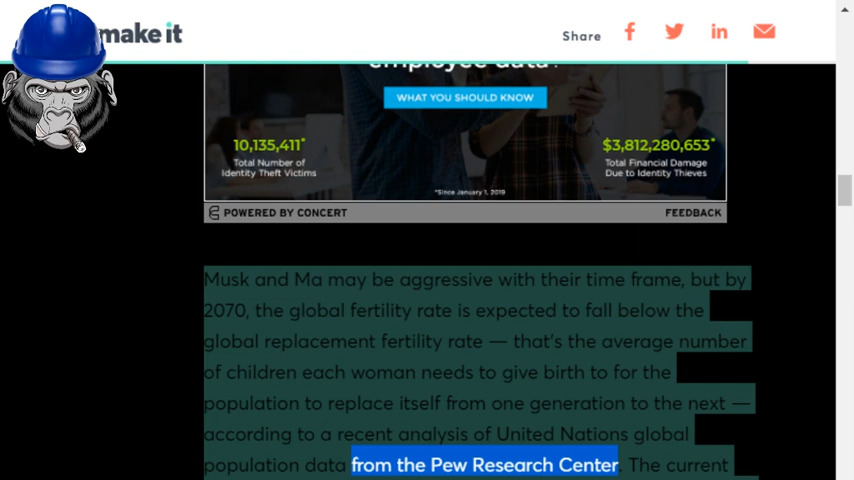 make it
Share
employee data?
WHAT YOU SHOULD KNOW
10,135,411*
Total Number of
Identity Theft Victims
$3,812,280,653*
Total Financial Damage
Due to Identity Thieves
*Since January 1, 2019
POWERED BY CONCERT
FEEDBACK
Musk and Ma may be aggressive with their time frame, but by
2070, the global fertility rate is expected to fall below the
global replacement fertility rate — that's the average number
of children each woman needs to give birth to for the
population to replace itself from one generation to the next —
according to a recent analysis of United Nations global
population data from the Pew Research Center. The current